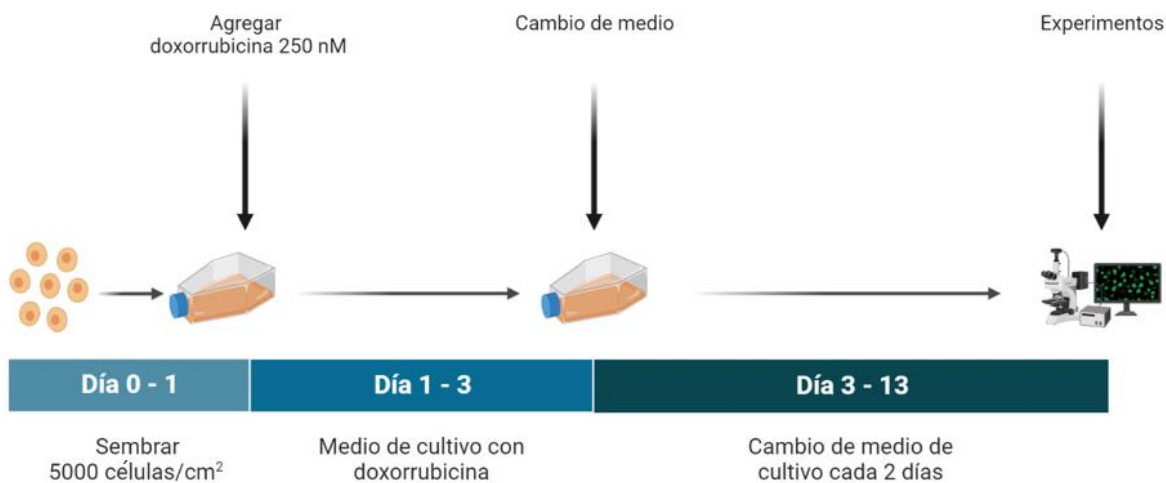 Agregar
doxorrubicina 250 nM
Cambio de medio
Experimentos
Día 0 - 1
Día 1 - 3
Día 3 - 13
Sembrar
5000 células/cm²
Medio de cultivo con
doxorrubicina
Cambio de medio de
cultivo cada 2 días